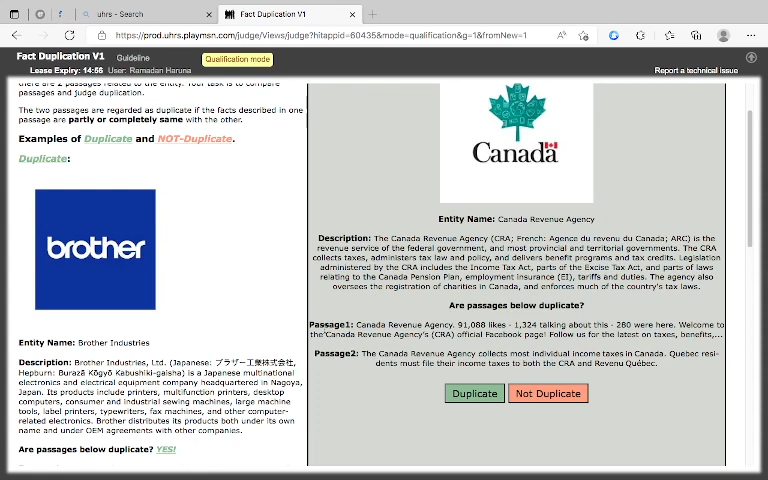 uhrs - Search
Fact Duplication V1
https://prod.uhrs.playmsn.com/judge/Views/judge?hitappid=60435&mode=qualification&g=1&fromNew=1
Fact Duplication V1
Guideline
Qualification mode
Lease Expiry: 14:56 User: Ramadan Haruna
Report a technical issue
there are 2 passages related to the entity. Your task is to compare
passages and judge duplication.
The two passages are regarded as duplicate if the facts described in one
passage are partly or completely same with the other.
Examples of Duplicate and NOT-Duplicate.
Duplicate:
brother
Entity Name: Brother Industries
Description: Brother Industries, Ltd. (Japanese: ブラザー工業株式会社,
Hepburn: Burazā Kōgyō Kabushiki-gaisha) is a Japanese multinational
electronics and electrical equipment company headquartered in Nagoya,
Japan. Its products include printers, multifunction printers, desktop
computers, consumer and industrial sewing machines, large machine
tools, label printers, typewriters, fax machines, and other computer-
related electronics. Brother distributes its products both under its own
name and under OEM agreements with other companies.
Are passages below duplicate? YES!
Canada
Entity Name: Canada Revenue Agency
Description: The Canada Revenue Agency (CRA; French: Agence du revenu du Canada; ARC) is the
revenue service of the federal government, and most provincial and territorial governments. The CRA
collects taxes, administers tax law and policy, and delivers benefit programs and tax credits. Legislation
administered by the CRA includes the Income Tax Act, parts of the Excise Tax Act, and parts of laws
relating to the Canada Pension Plan, employment insurance (EI), tariffs and duties. The agency also
oversees the registration of charities in Canada, and enforces much of the country's tax laws.
Are passages below duplicate?
Passage1: Canada Revenue Agency. 91,088 likes · 1,324 talking about this · 280 were here. Welcome to
the Canada Revenue Agency's (CRA) official Facebook page! Follow us for the latest on taxes, benefits,...
Passage2: The Canada Revenue Agency collects most individual income taxes in Canada. Quebec resi-
dents must file their income taxes to both the CRA and Revenu Québec.
Duplicate
Not Duplicate